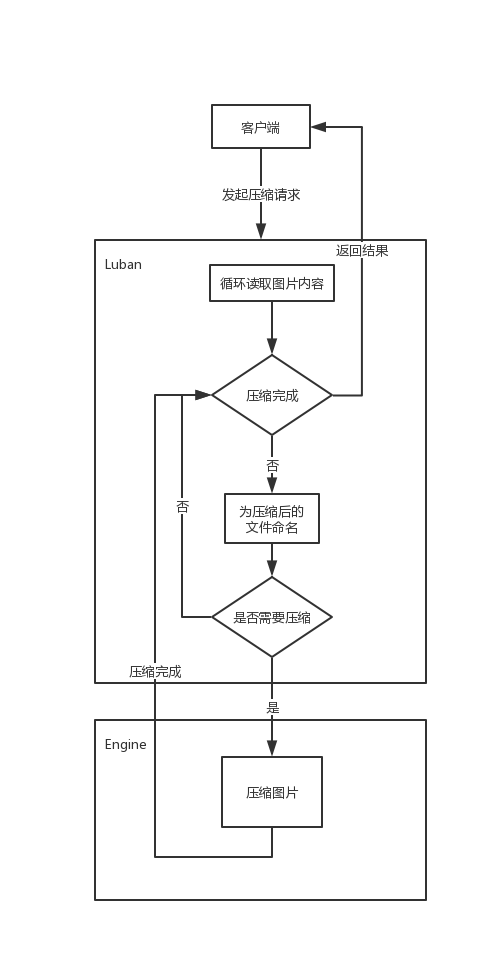 客户端
发起压缩请求
返回结果
Luban
循环读取图片内容
压缩完成
否
否
为压缩后的
文件命名
是否需要压缩
压缩完成
是
Engine
压缩图片